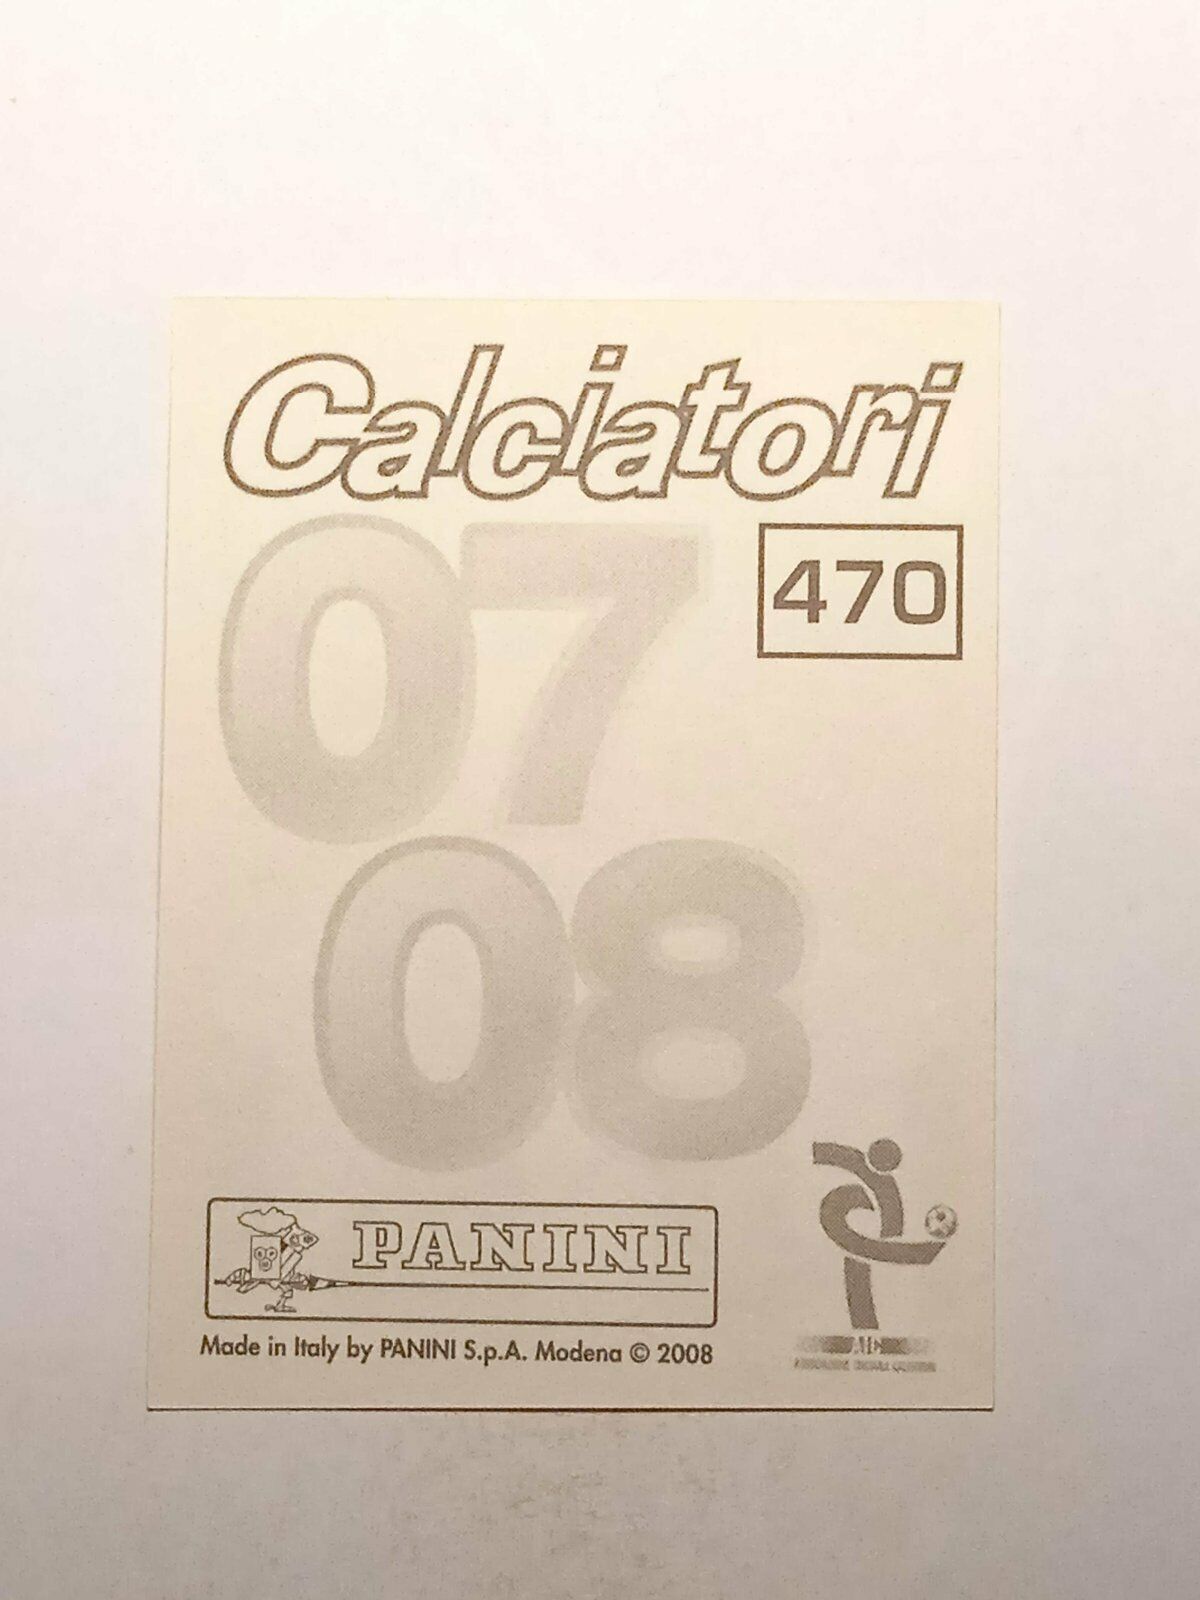 Calciatori
07
470
08
PANINI
Made in Italy by PANINI S.p.A. Modena © 2008